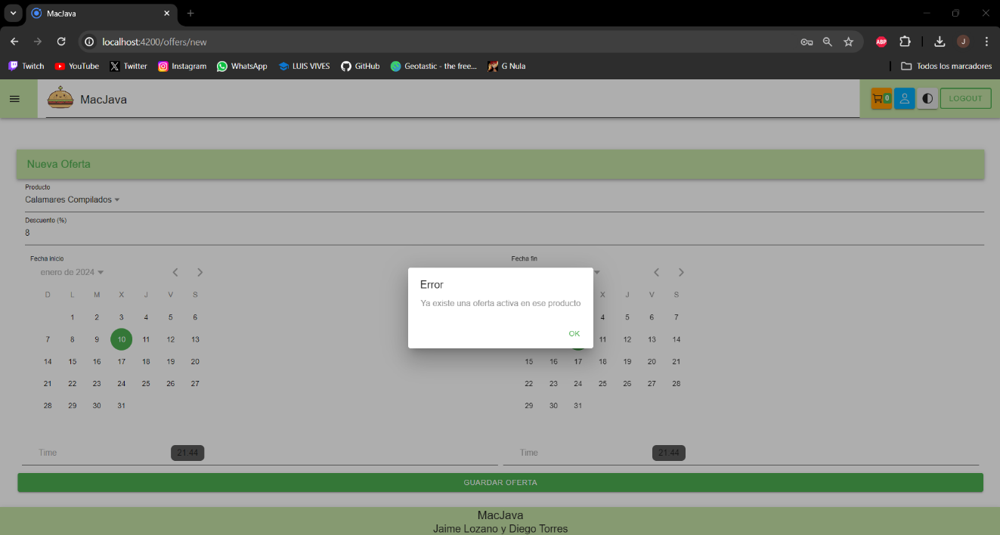 MacJava
localhost:4200/offers/new
ABP
J
Twitch YouTube Twitter Instagram WhatsApp LUIS VIVES GitHub Geotastic - the free... G Nula Todos los marcadores
MacJava
0
LOGOUT
Nueva Oferta
Producto
Calamares Compilados
Descuento (%)
8
Fecha inicio
enero de 2024
D L M X J V S
1 2 3 4 5 6
7 8 9 10 11 12 13
14 15 16 17 18 19 20
21 22 23 24 25 26 27
28 29 30 31
Time 21:44
Fecha fin
X J V S
4 5 6 7
11 12 13 14
15 16 17 18 19 20 21
22 23 24 25 26 27 28
29 30 31
Time 21:44
Error
Ya existe una oferta activa en ese producto
OK
GUARDAR OFERTA
MacJava
Jaime Lozano y Diego Torres